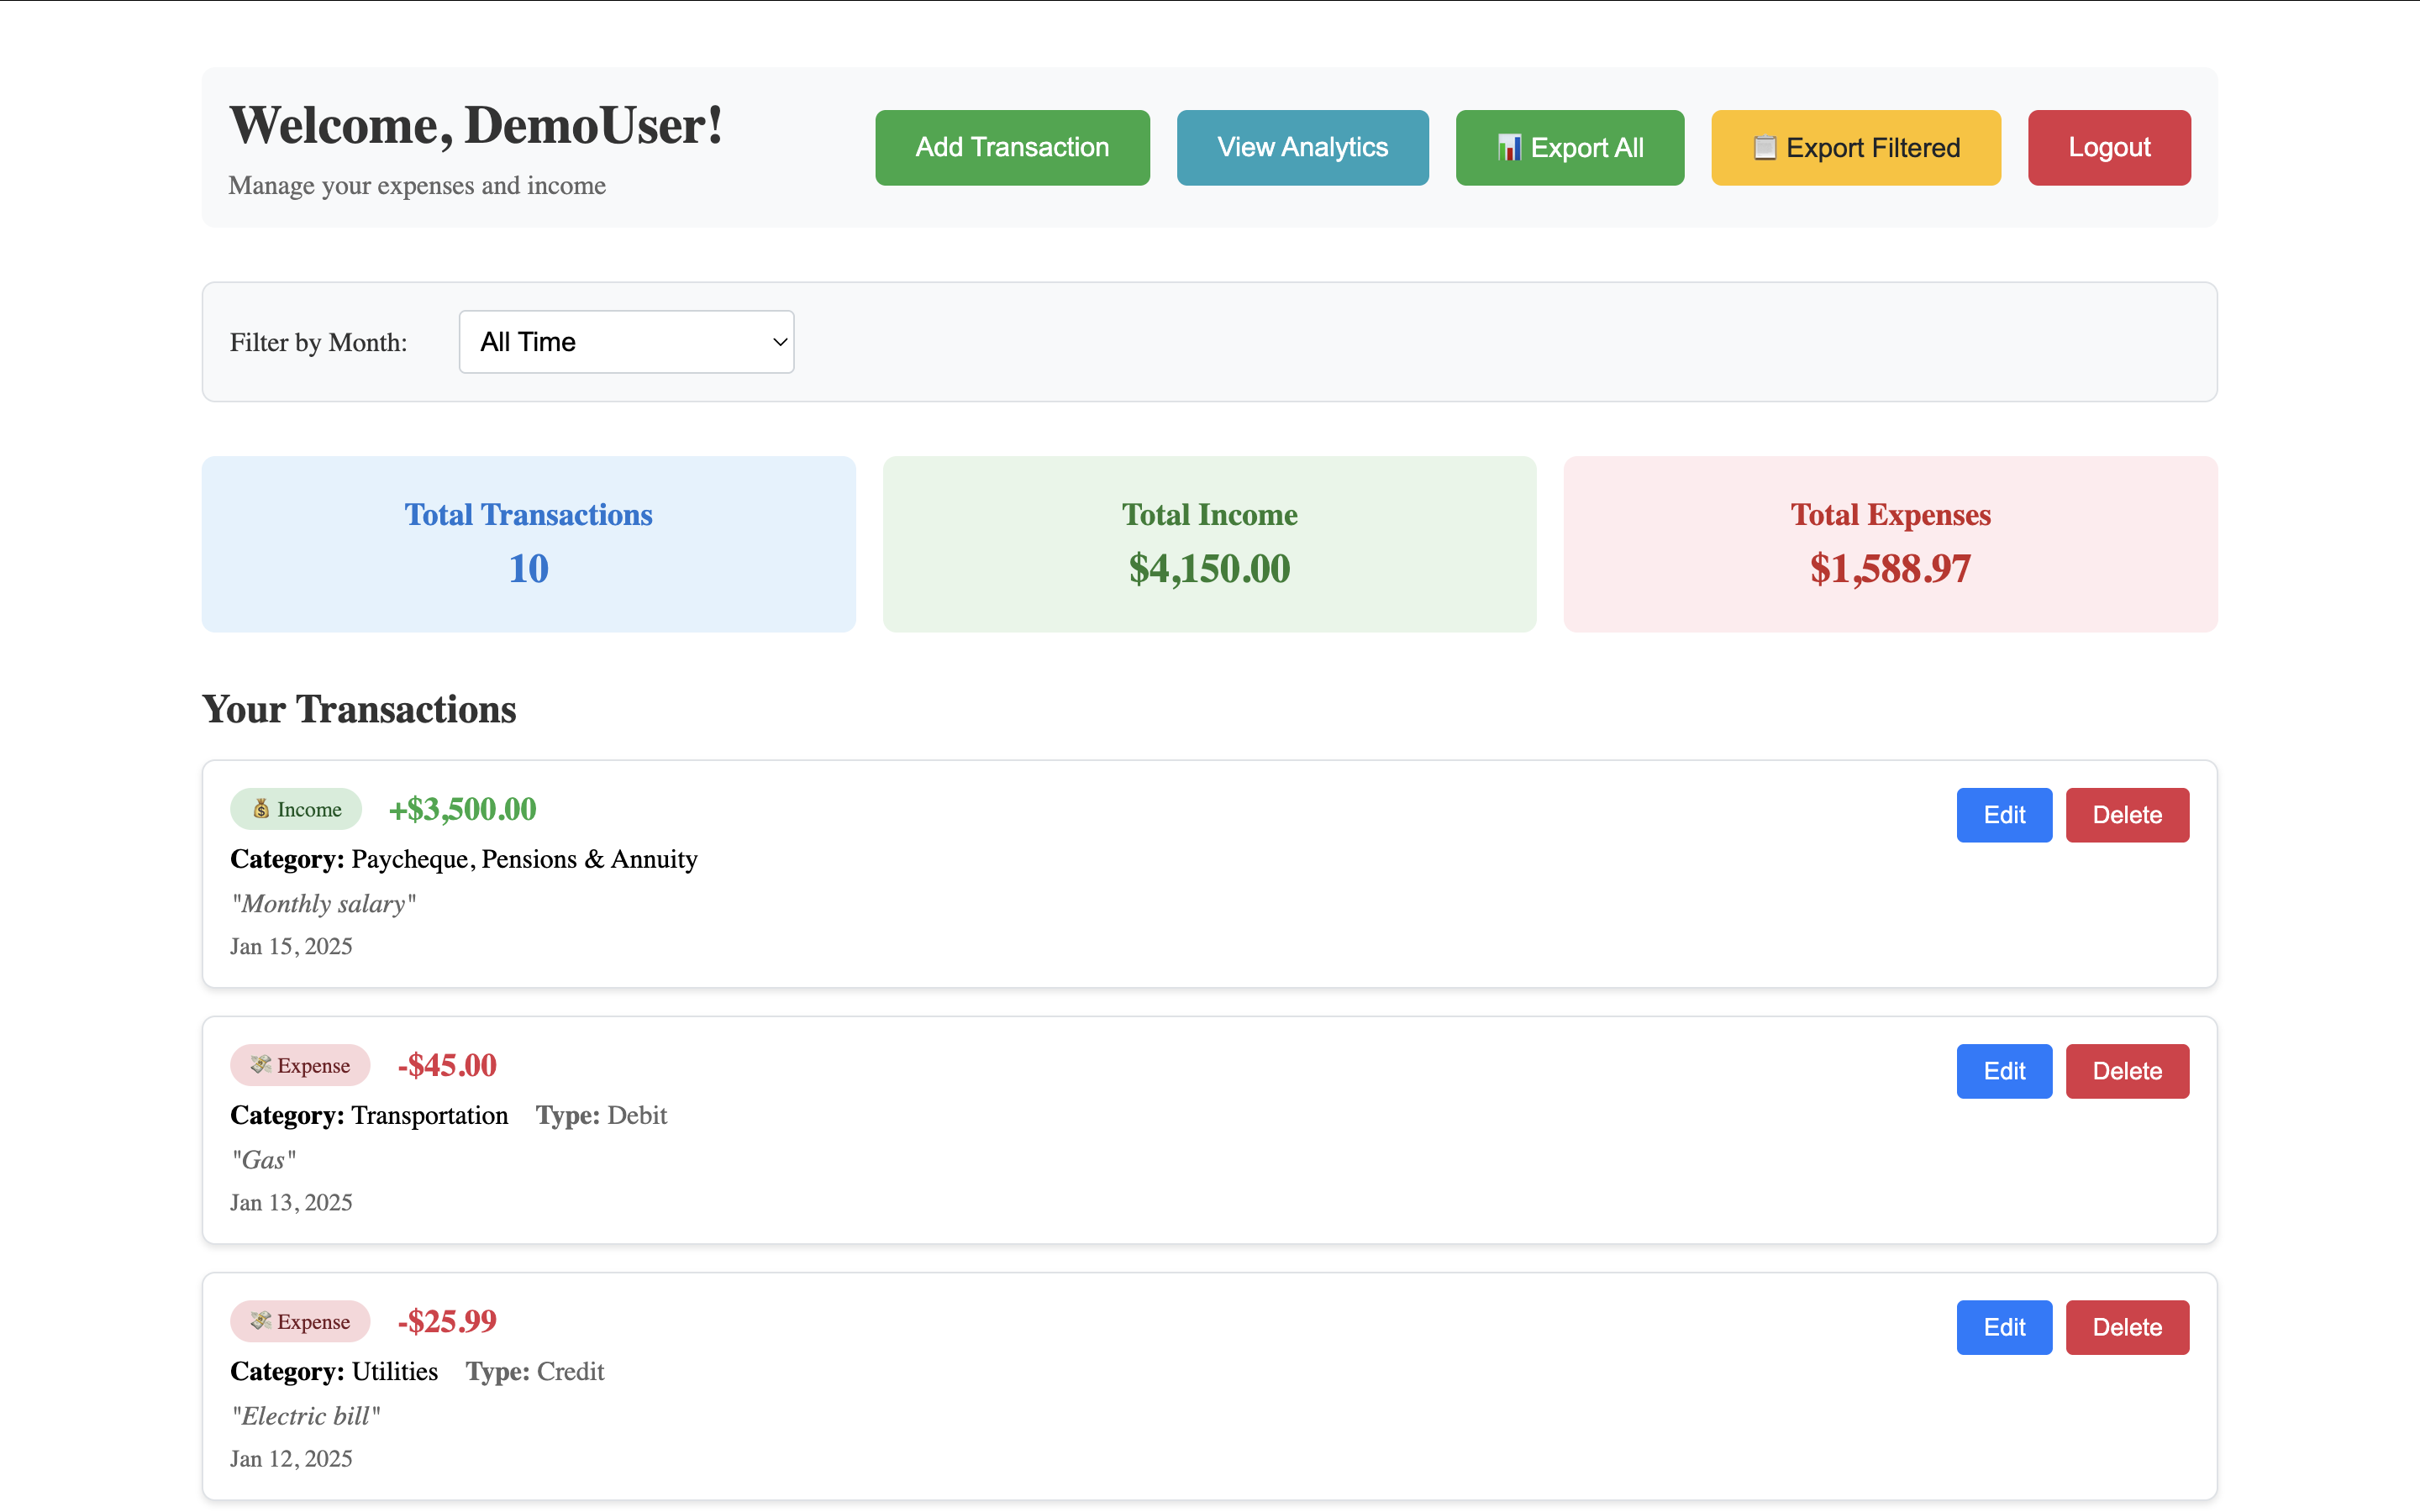 Welcome, DemoUser!
Manage your expenses and income
Add Transaction
View Analytics
📊 Export All
📋 Export Filtered
Logout
Filter by Month:
All Time
Total Transactions
10
Total Income
$4,150.00
Total Expenses
$1,588.97
Your Transactions
💰 Income +$3,500.00
Edit Delete
Category: Paycheque, Pensions & Annuity
"Monthly salary"
Jan 15, 2025
💸 Expense -$45.00
Edit Delete
Category: Transportation Type: Debit
"Gas"
Jan 13, 2025
💸 Expense -$25.99
Edit Delete
Category: Utilities Type: Credit
"Electric bill"
Jan 12, 2025